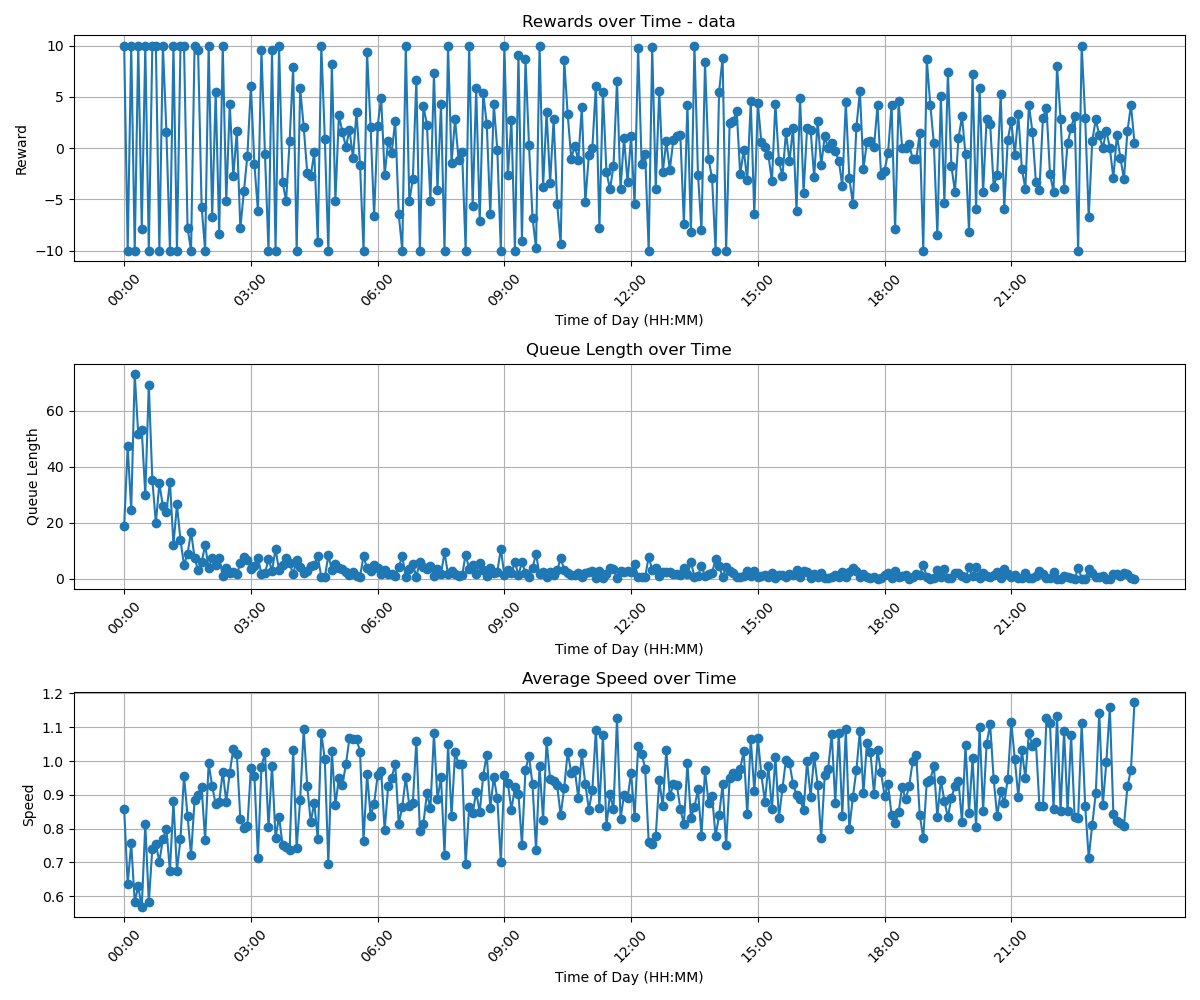 Rewards over Time - data
10
5
0
−5
−10
Reward
00:00 03:00 06:00 09:00 12:00 15:00 18:00 21:00
Time of Day (HH:MM)
Queue Length over Time
60
40
20
0
Queue Length
00:00 03:00 06:00 09:00 12:00 15:00 18:00 21:00
Time of Day (HH:MM)
Average Speed over Time
1.2
1.1
1.0
0.9
0.8
0.7
0.6
Speed
00:00 03:00 06:00 09:00 12:00 15:00 18:00 21:00
Time of Day (HH:MM)